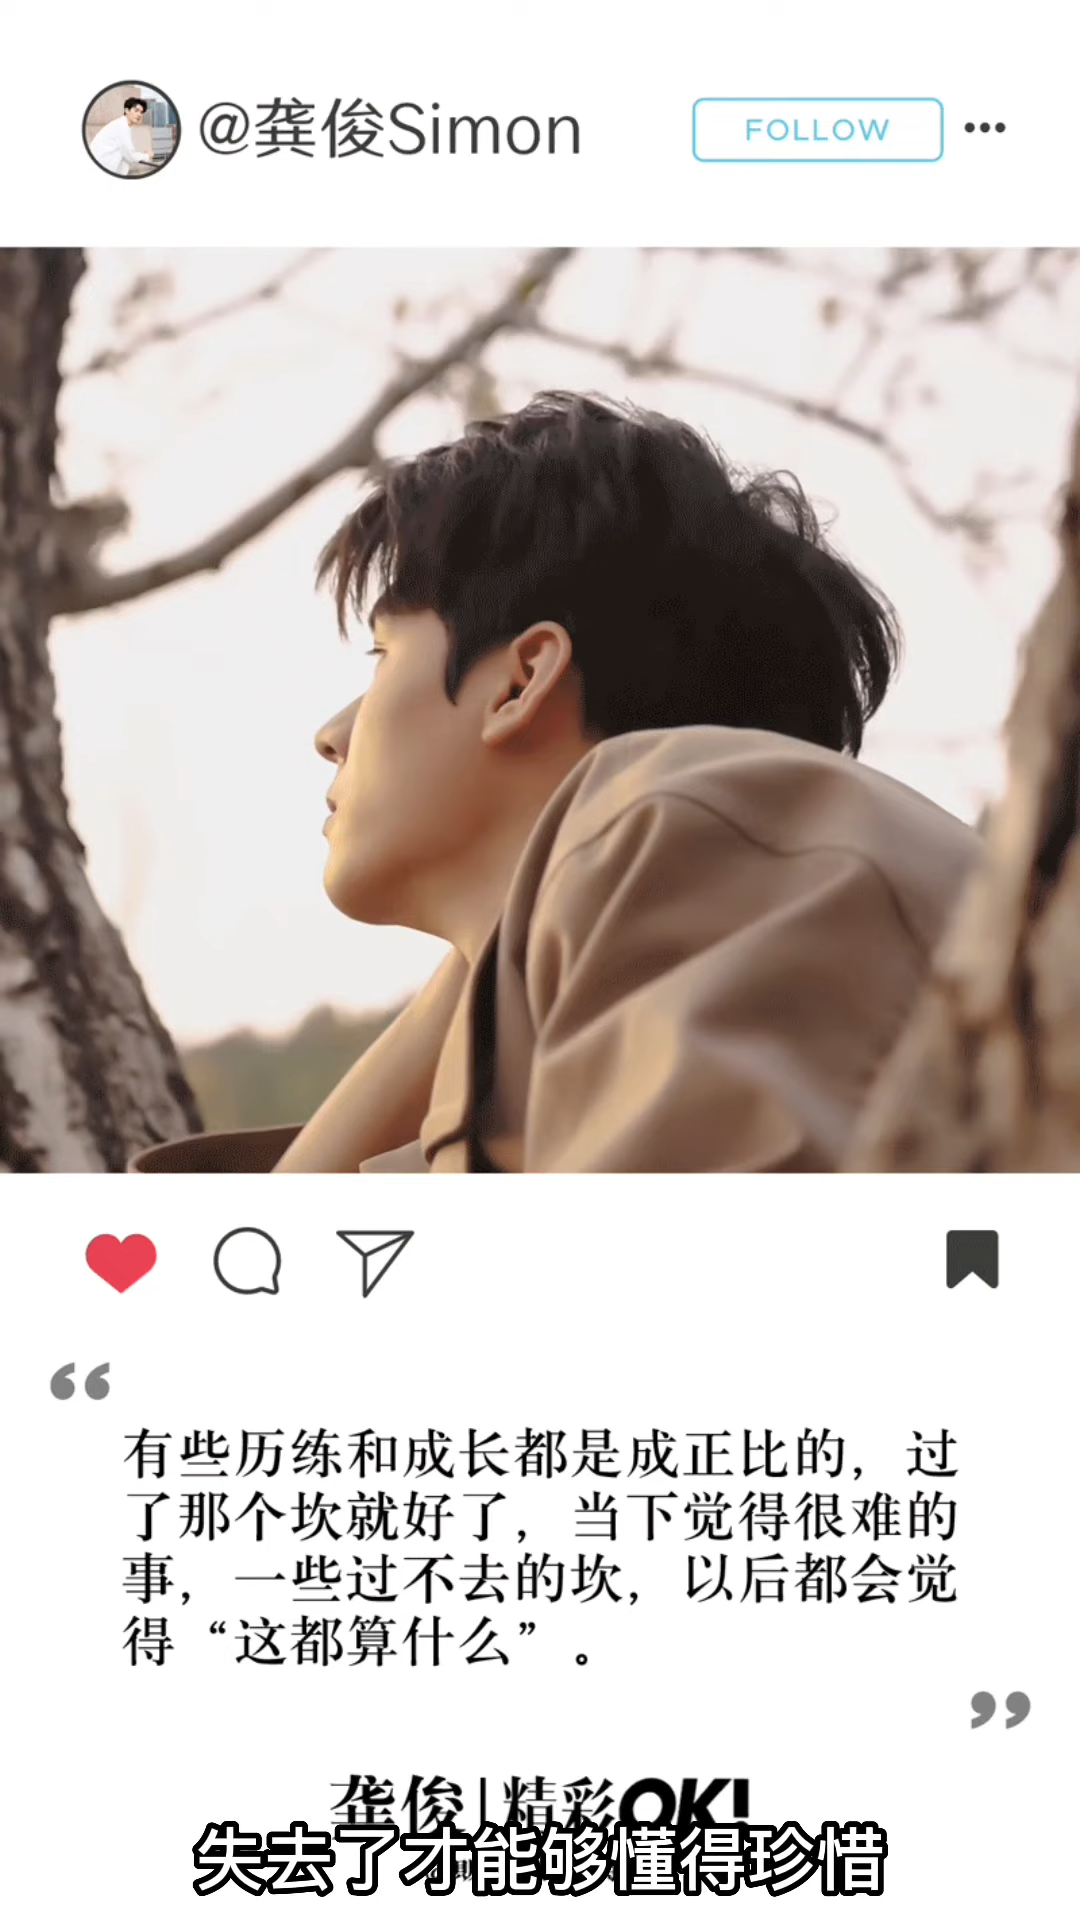 @龚俊Simon
FOLLOW
有些历练和成长都是成正比的，过
了那个坎就好了，当下觉得很难的
事，一些过不去的坎，以后都会觉
得“这都算什么”。
龚俊|精彩OK!
失去了才能够懂得珍惜